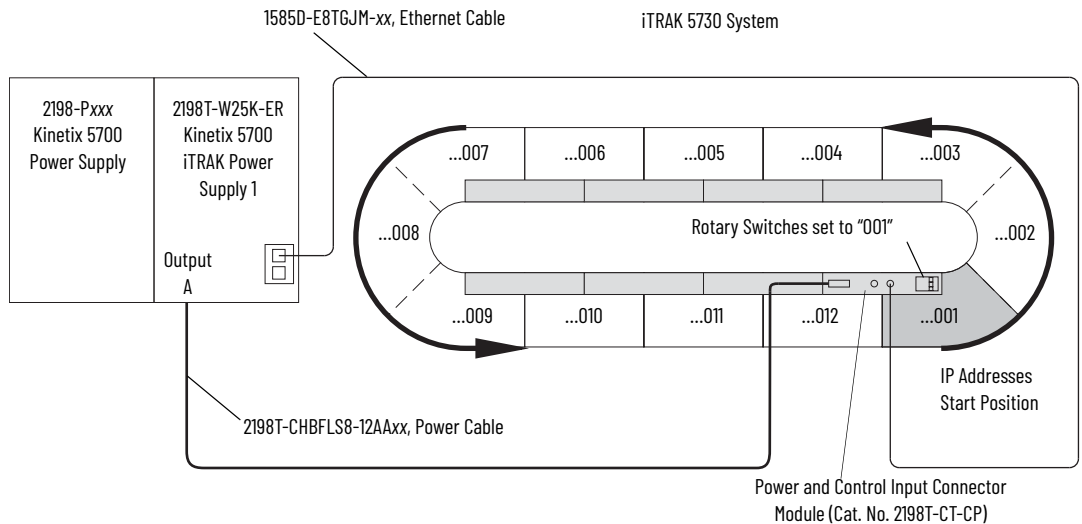 1585D-E8TGJM-xx, Ethernet Cable
iTRAK 5730 System
2198-Pxxx
Kinetix 5700
Power Supply
2198T-W25K-ER
Kinetix 5700
iTRAK Power
Supply 1
Output
A
...007
...006
...005
...004
...003
...008
Rotary Switches set to “001”
...002
...009
...010
...011
...012
...001
IP Addresses
Start Position
2198T-CHBFLS8-12AAxx, Power Cable
Power and Control Input Connector
Module (Cat. No. 2198T-CT-CP)